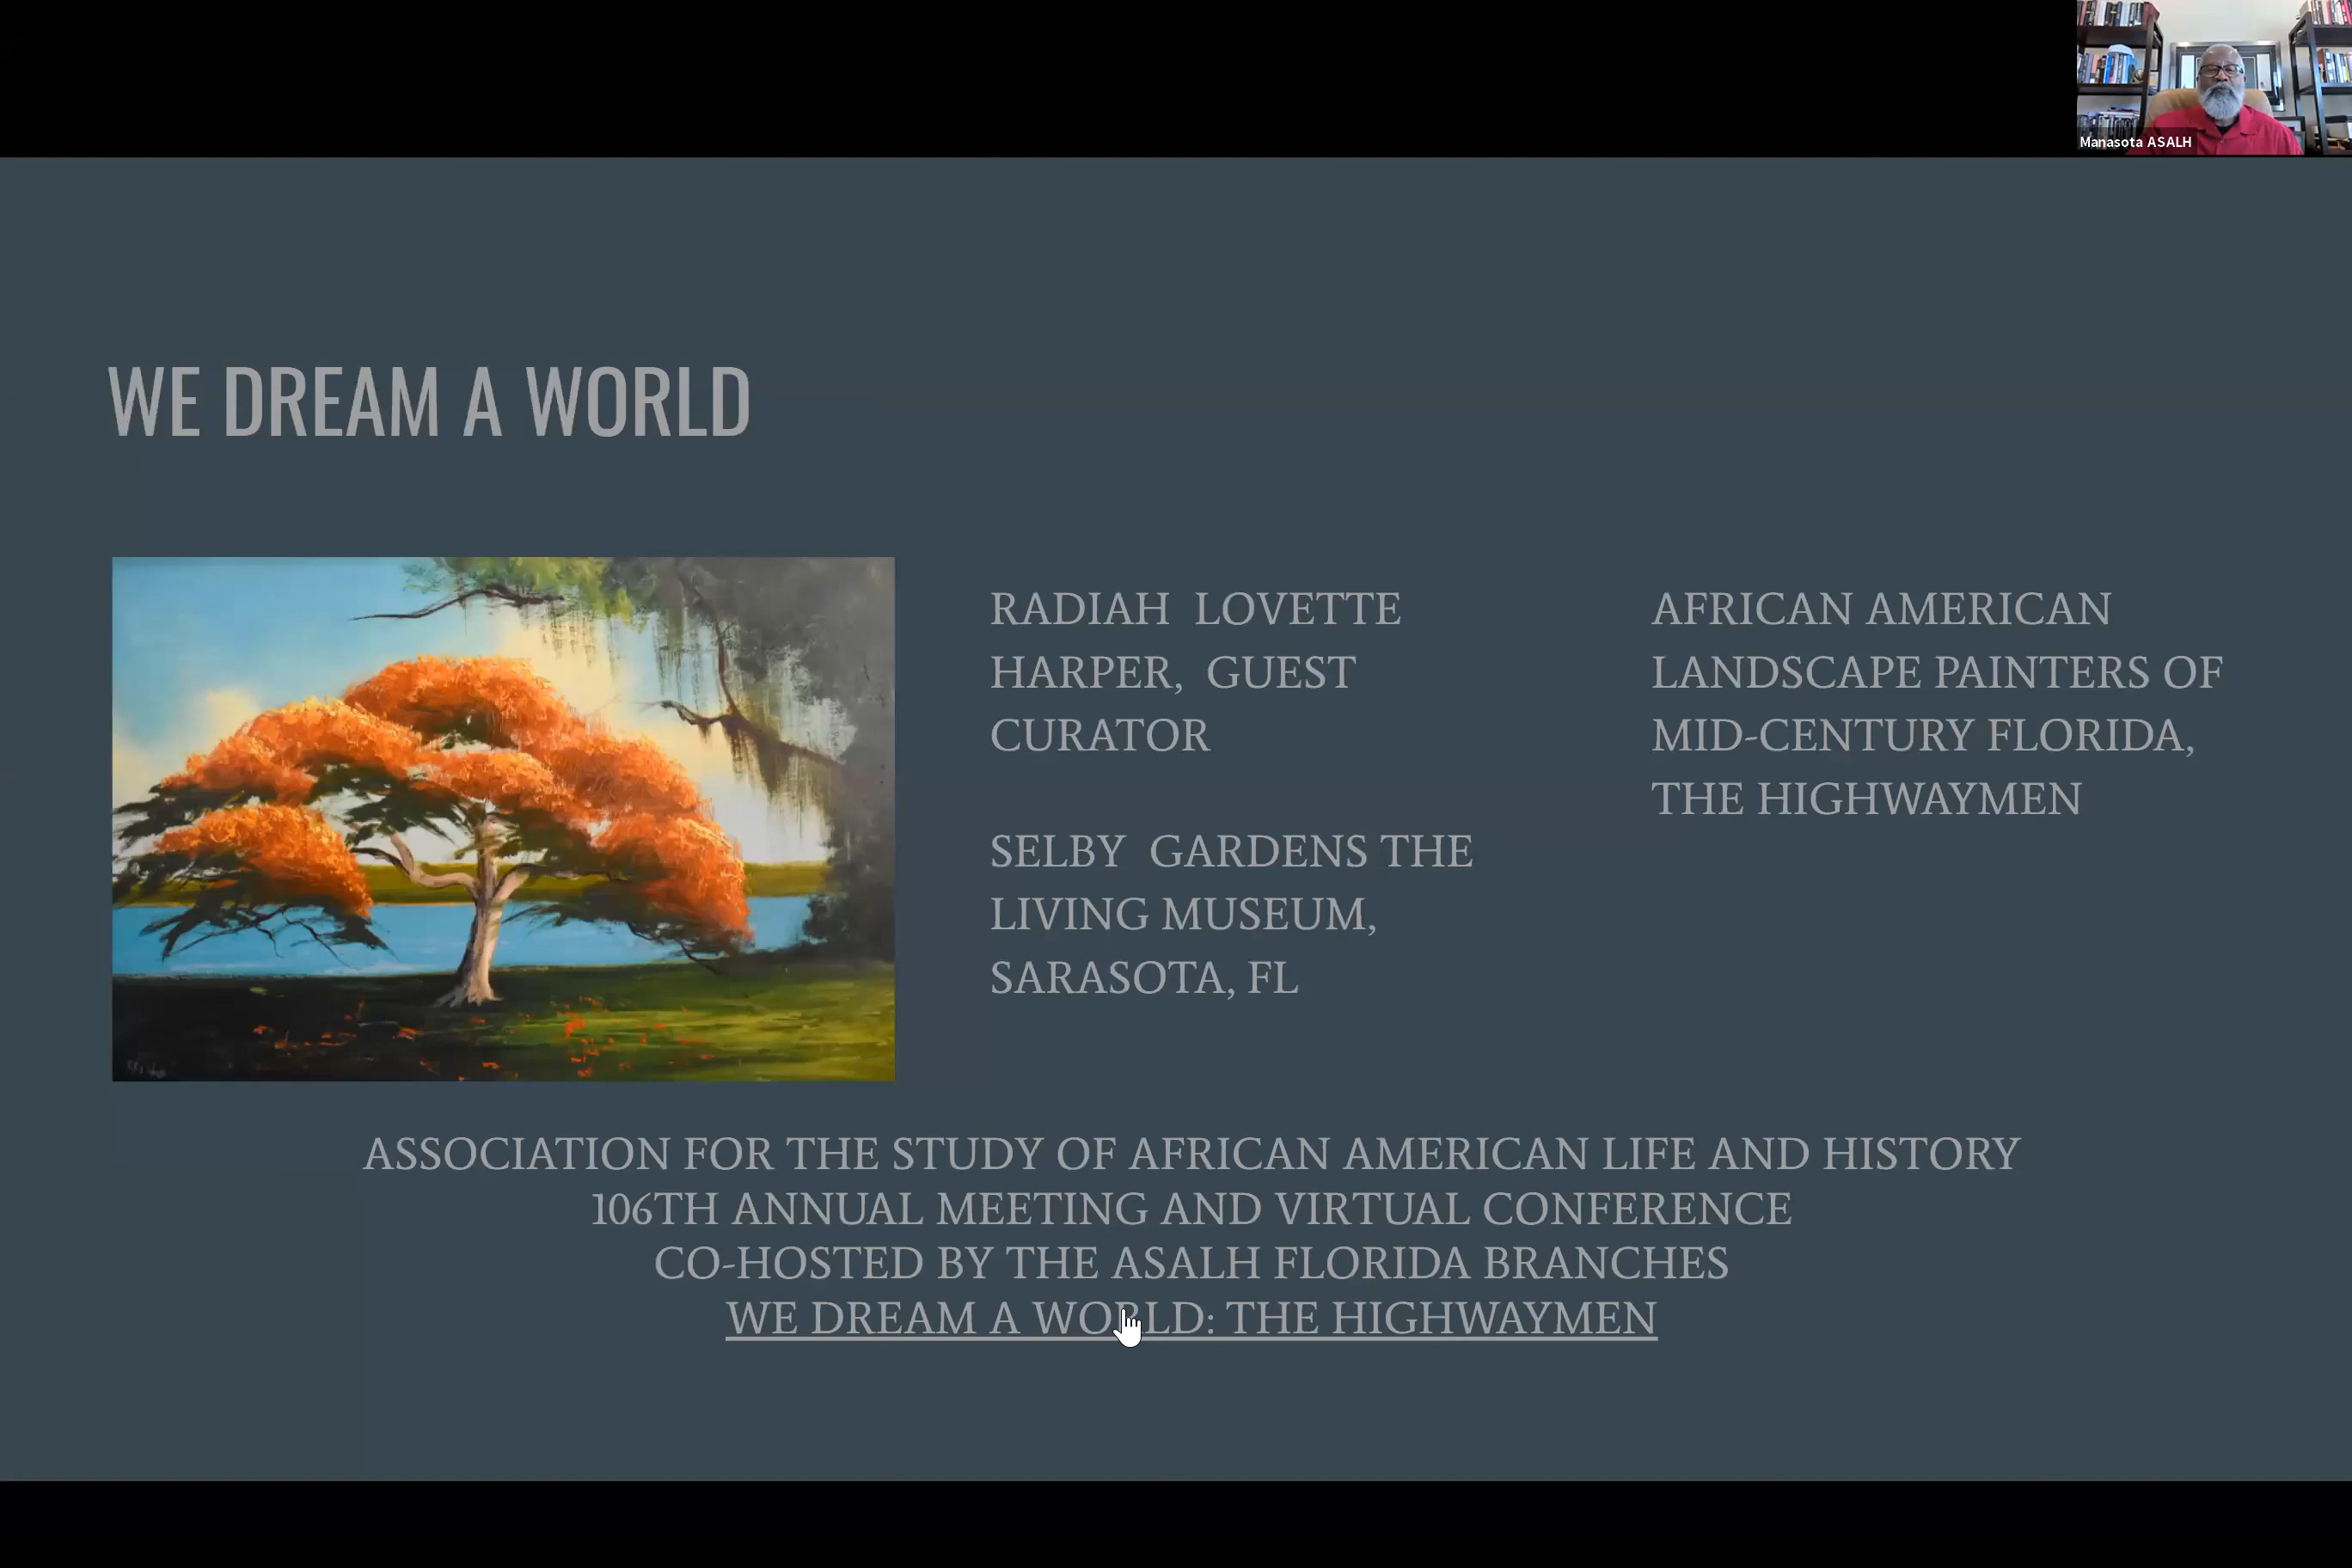 Manasota ASALH
WE DREAM A WORLD
RADIAH LOVETTE
HARPER, GUEST
CURATOR
SELBY GARDENS THE
LIVING MUSEUM,
SARASOTA, FL
AFRICAN AMERICAN
LANDSCAPE PAINTERS OF
MID-CENTURY FLORIDA,
THE HIGHWAYMEN
ASSOCIATION FOR THE STUDY OF AFRICAN AMERICAN LIFE AND HISTORY
106TH ANNUAL MEETING AND VIRTUAL CONFERENCE
CO-HOSTED BY THE ASALH FLORIDA BRANCHES
WE DREAM A WORLD: THE HIGHWAYMEN